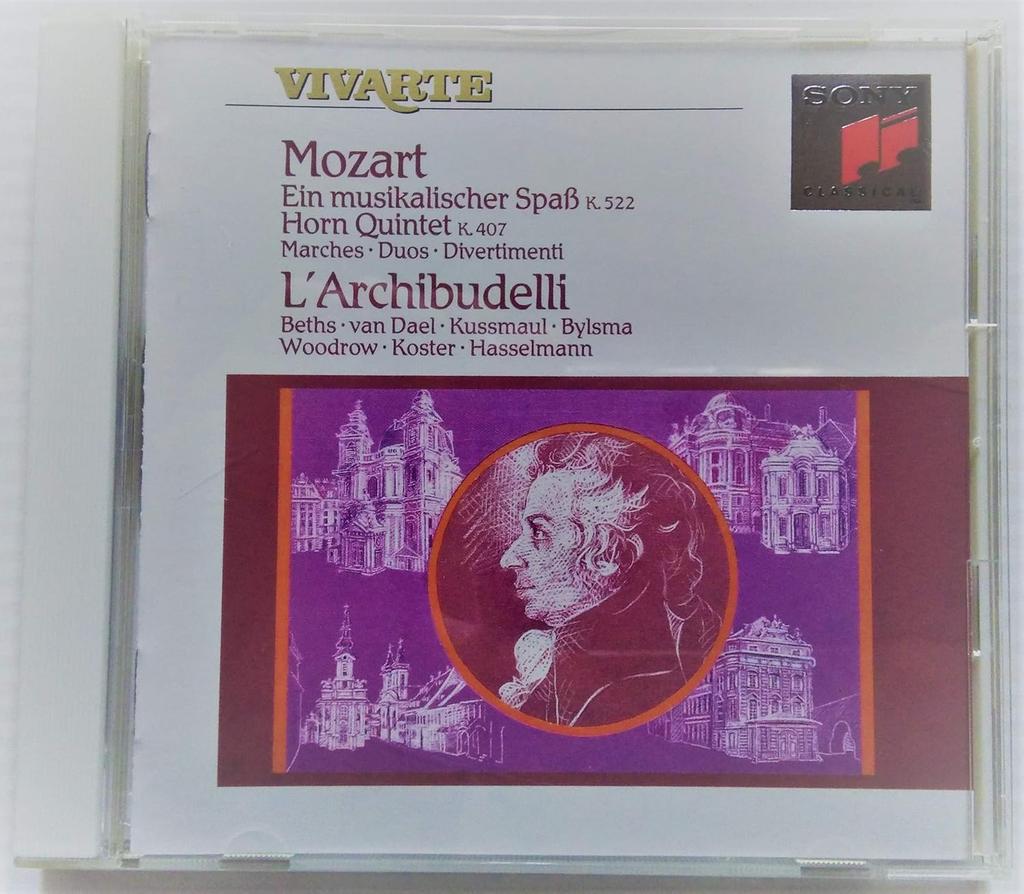 VIVARTE
SONY
CLASSICAL
Mozart
Ein musikalischer Spaß K. 522
Horn Quintet K. 407
Marches · Duos · Divertimenti
L'Archibudelli
Beths · van Dael · Kussmaul · Bylsma
Woodrow · Koster · Hasselmann